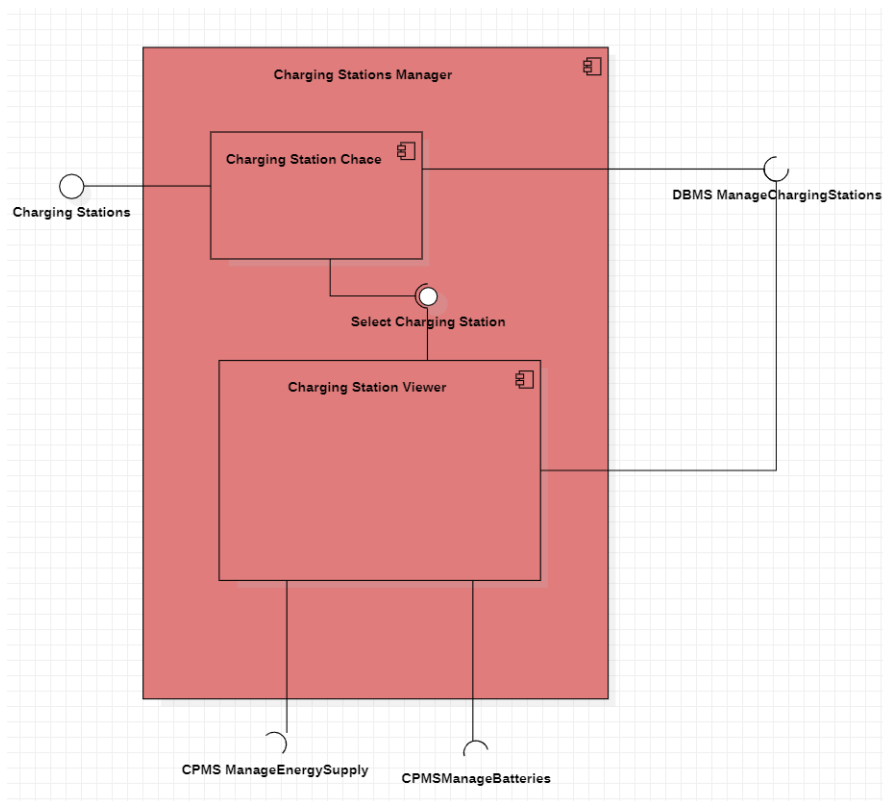 Charging Stations Manager
Charging Station Chace
Charging Stations
DBMS ManageChargingStations
Select Charging Station
Charging Station Viewer
CPMS ManageEnergySupply
CPMSManageBatteries